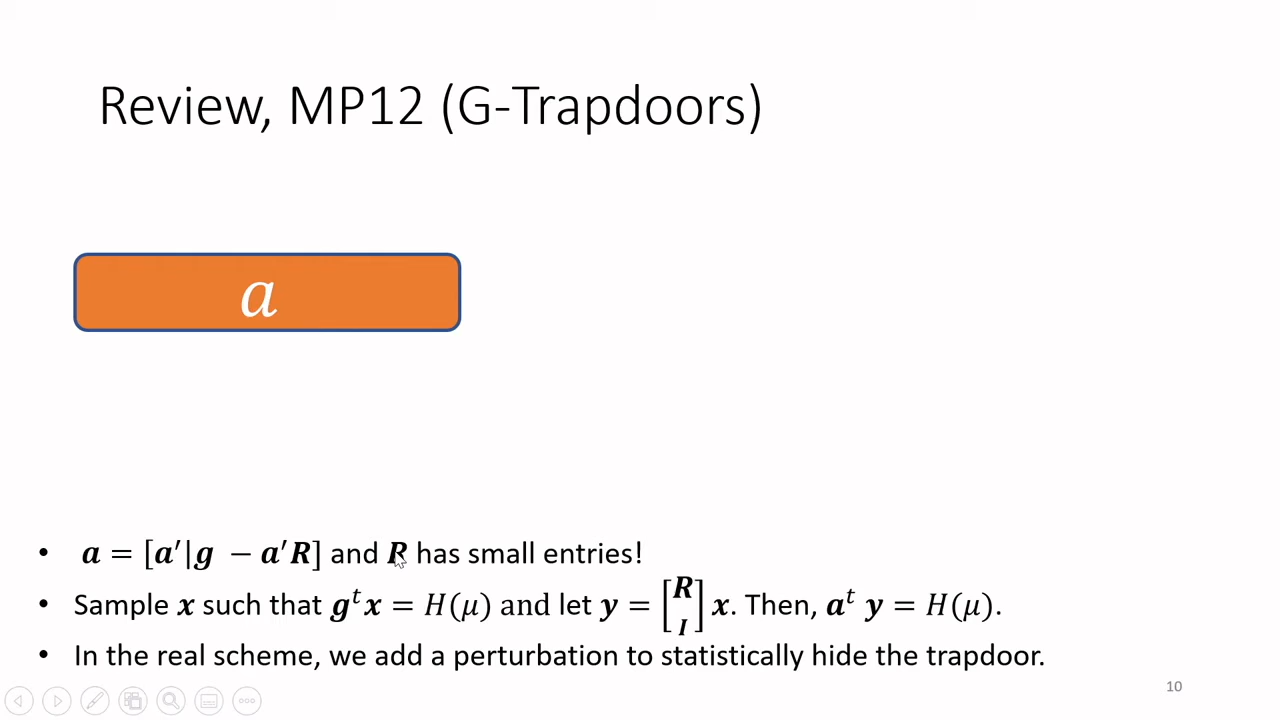 Review, MP12 (G-Trapdoors)
a
• a = [a′|g − a′R] and R has small entries!
• Sample x such that gᵗx = H(μ) and let y = [R I] x. Then, aᵗ y = H(μ).
• In the real scheme, we add a perturbation to statistically hide the trapdoor.
10